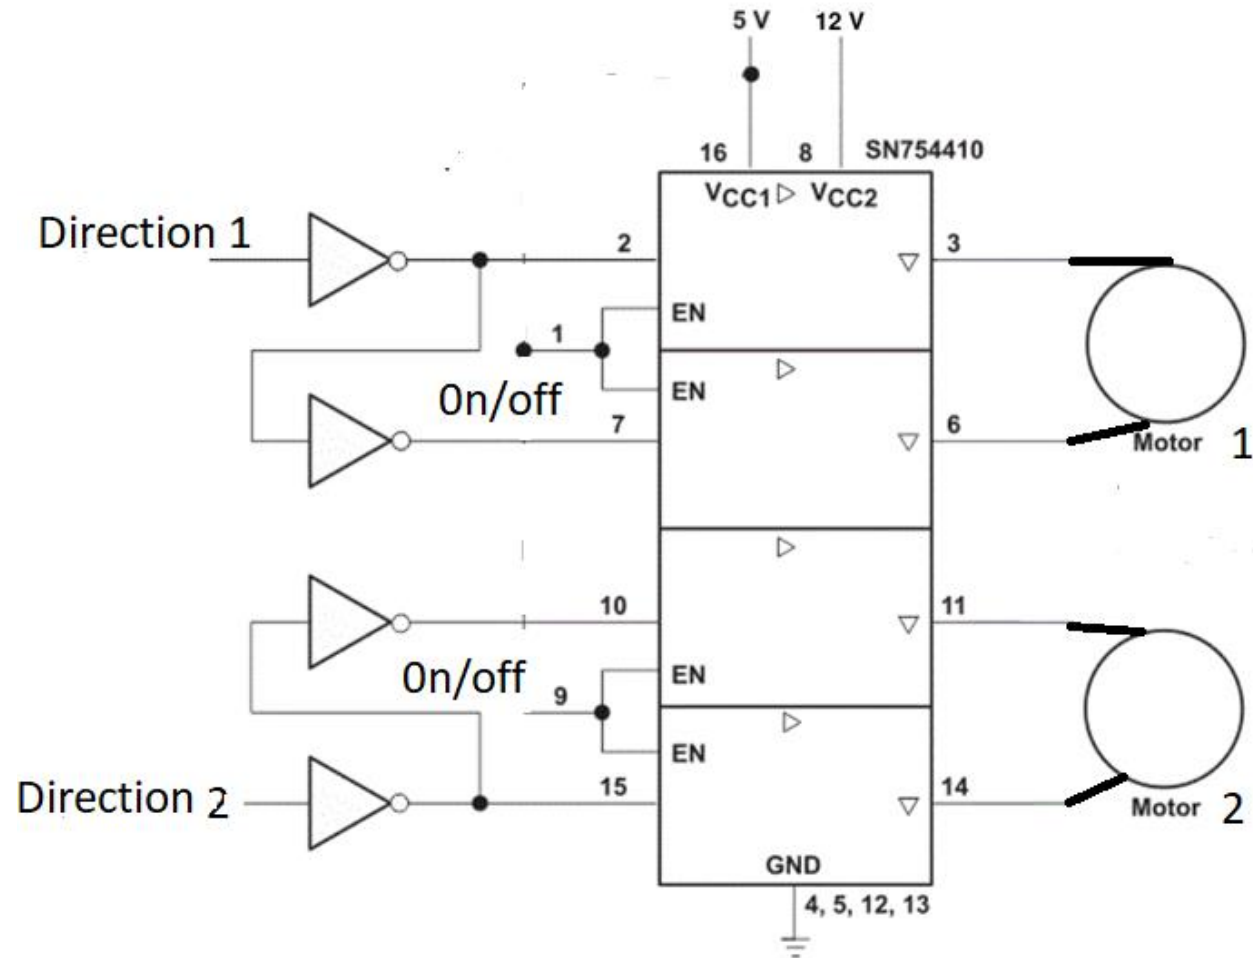 5 V
12 V
16
8
SN754410
VCC1
VCC2
Direction 1
2
3
EN
1
0n/off
EN
7
6
Motor
1
10
11
0n/off
EN
9
EN
Direction 2
15
14
Motor
2
GND
4, 5, 12, 13